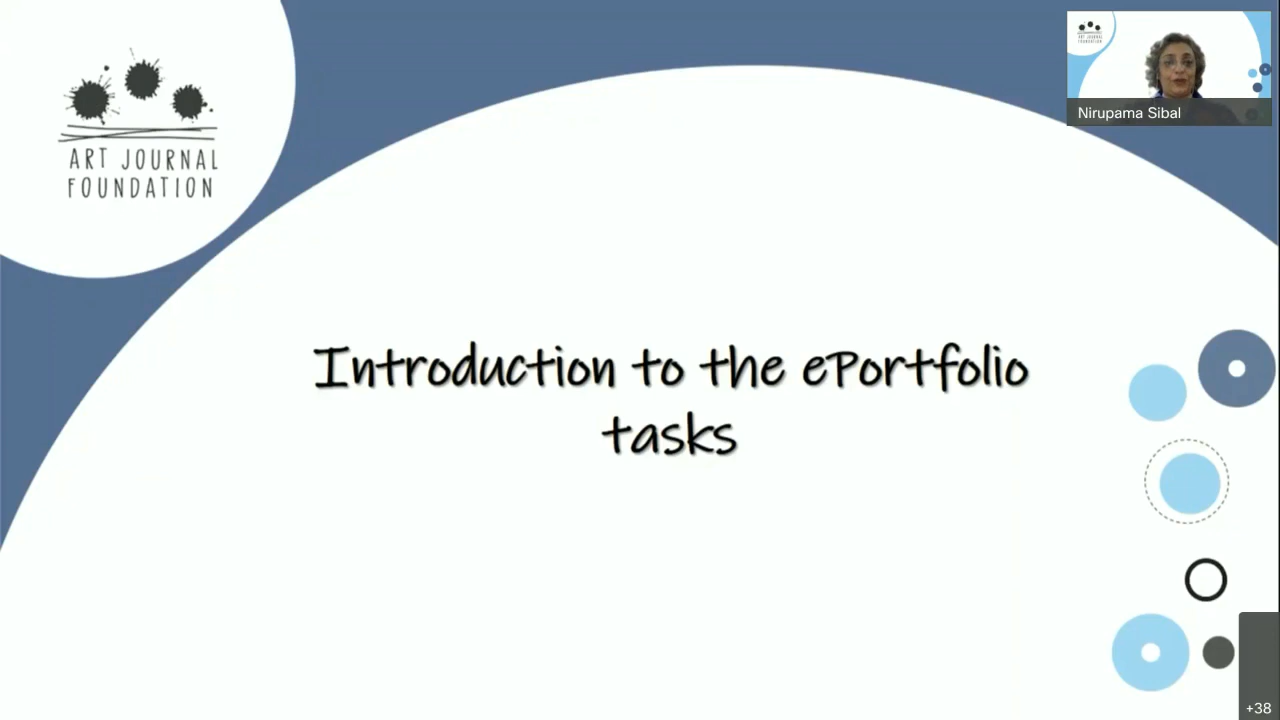 ART JOURNAL
FOUNDATION
Nirupama Sibal
Introduction to the ePortfolio
tasks
+38